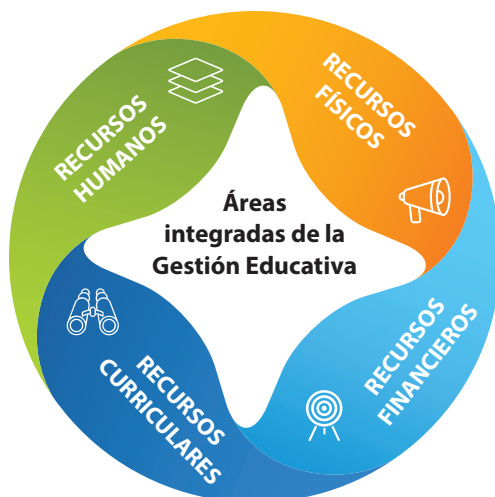 RECURSOS
HUMANOS
RECURSOS
FÍSICOS
Áreas
integradas de la
Gestión Educativa
RECURSOS
CURRICULARES
RECURSOS
FINANCIEROS